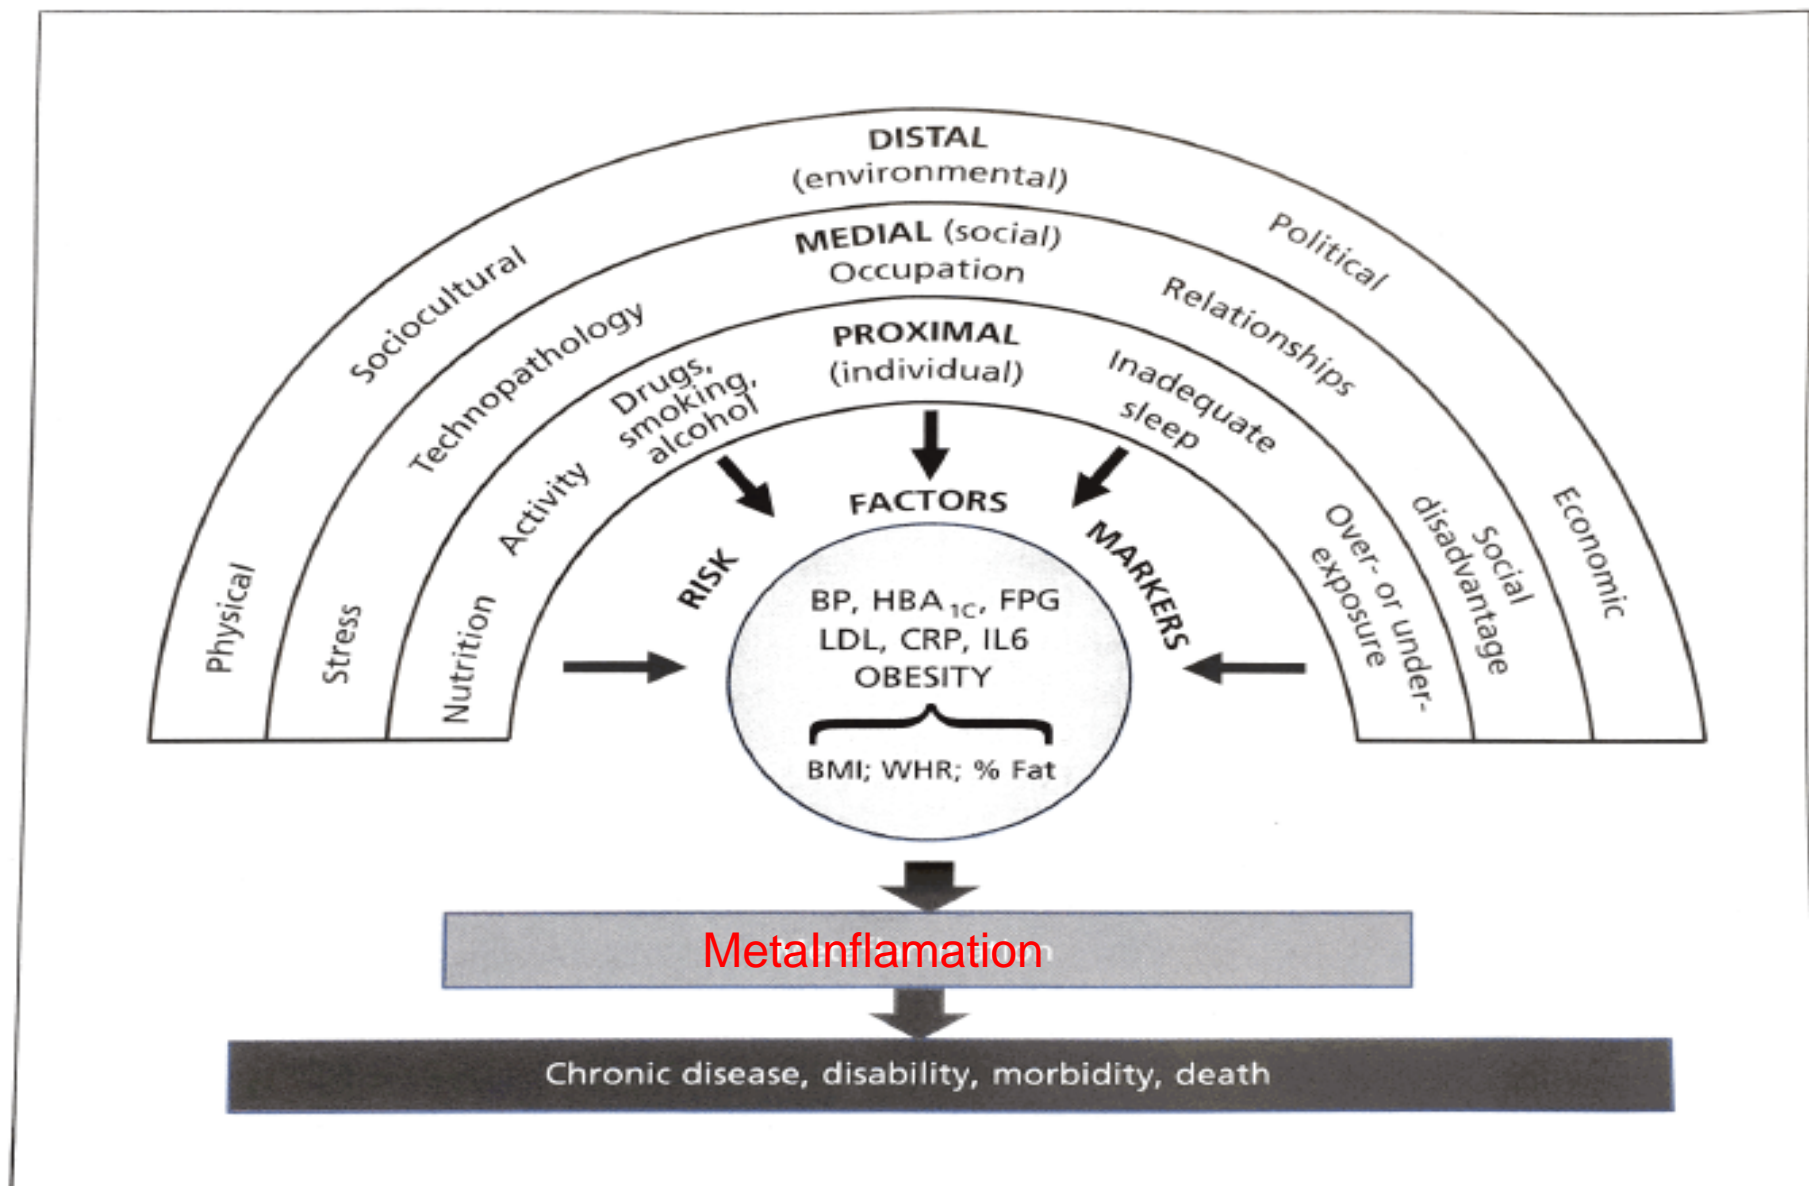 DISTAL
(environmental)
Physical
Sociocultural
Political
Economic
MEDIAL (social)
Occupation
Stress
Technopathology
Relationships
Social
disadvantage
PROXIMAL
(individual)
Nutrition
Activity
Drugs,
smoking,
alcohol
Inadequate
sleep
Over- or under-
exposure
RISK
FACTORS
MARKERS
BP, HBA1C, FPG
LDL, CRP, IL6
OBESITY
BMI; WHR; % Fat
MetaInflamation
Chronic disease, disability, morbidity, death